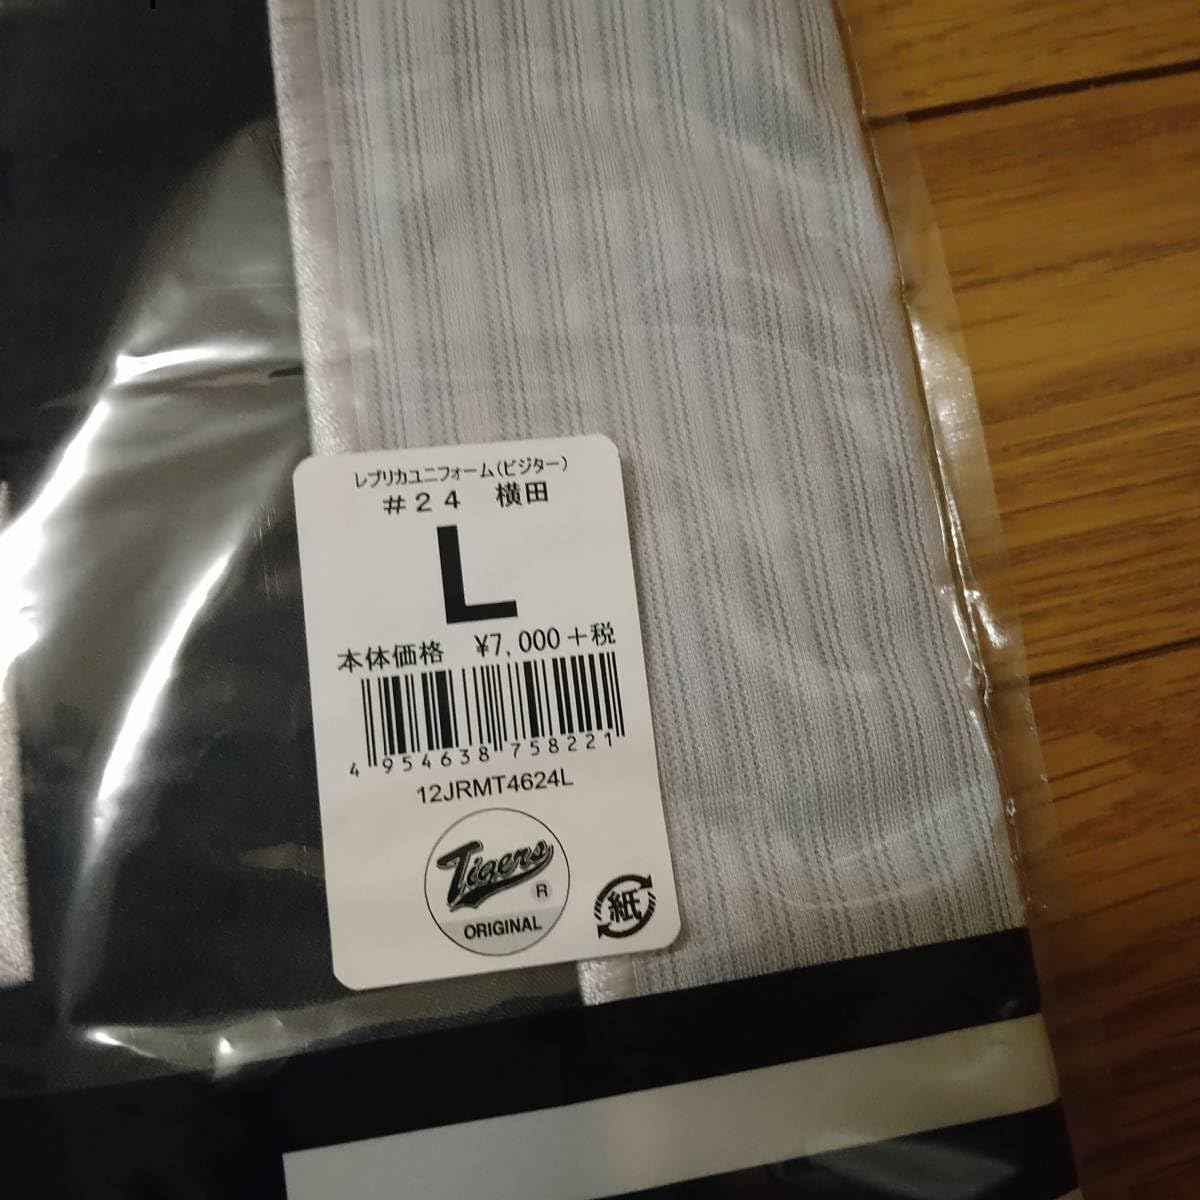 レプリカユニフォーム(ビジター)
#24 横田
L
本体価格 ¥7,000+税
4 954638 758221
12JRMT4624L
Tigers
R
ORIGINAL
紙